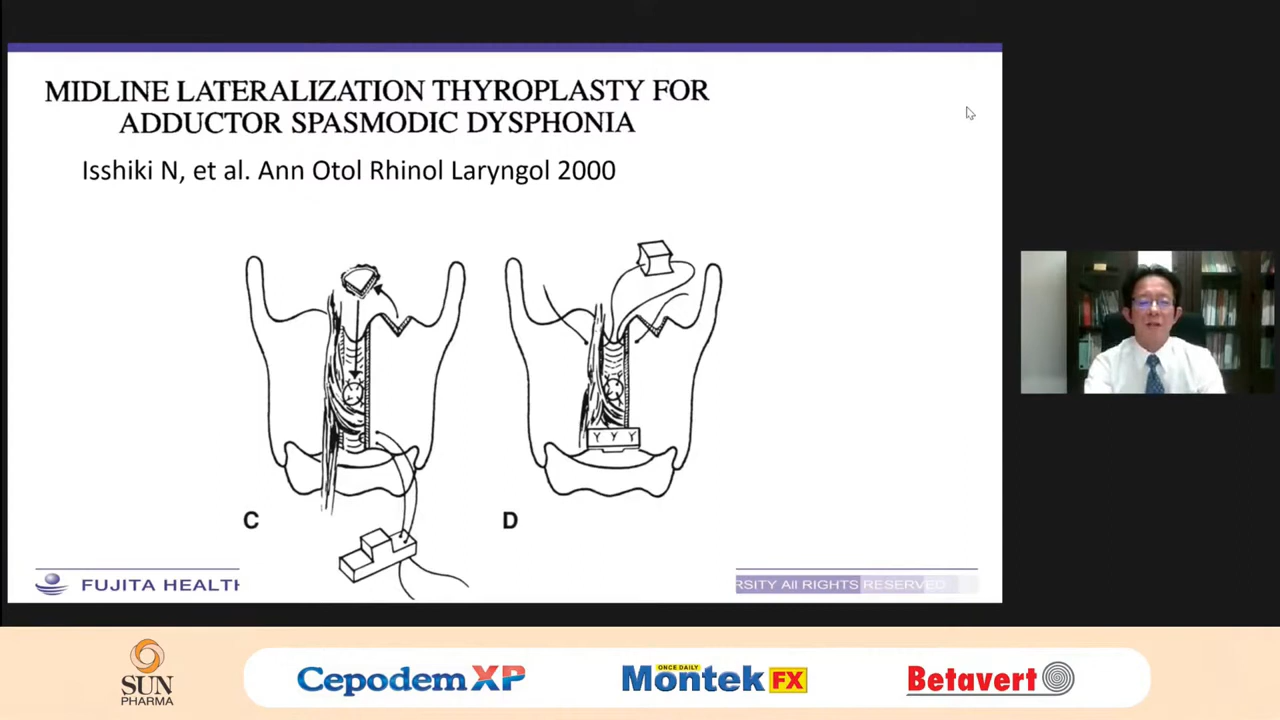 MIDLINE LATERALIZATION THYROPLASTY FOR
ADDUCTOR SPASMODIC DYSPHONIA
Isshiki N, et al. Ann Otol Rhinol Laryngol 2000
C
D
FUJITA HEALTH
RSITY All RIGHTS RESERVED
SUN
PHARMA
Cepodem XP
ONCE DAILY
Montek FX
Betavert